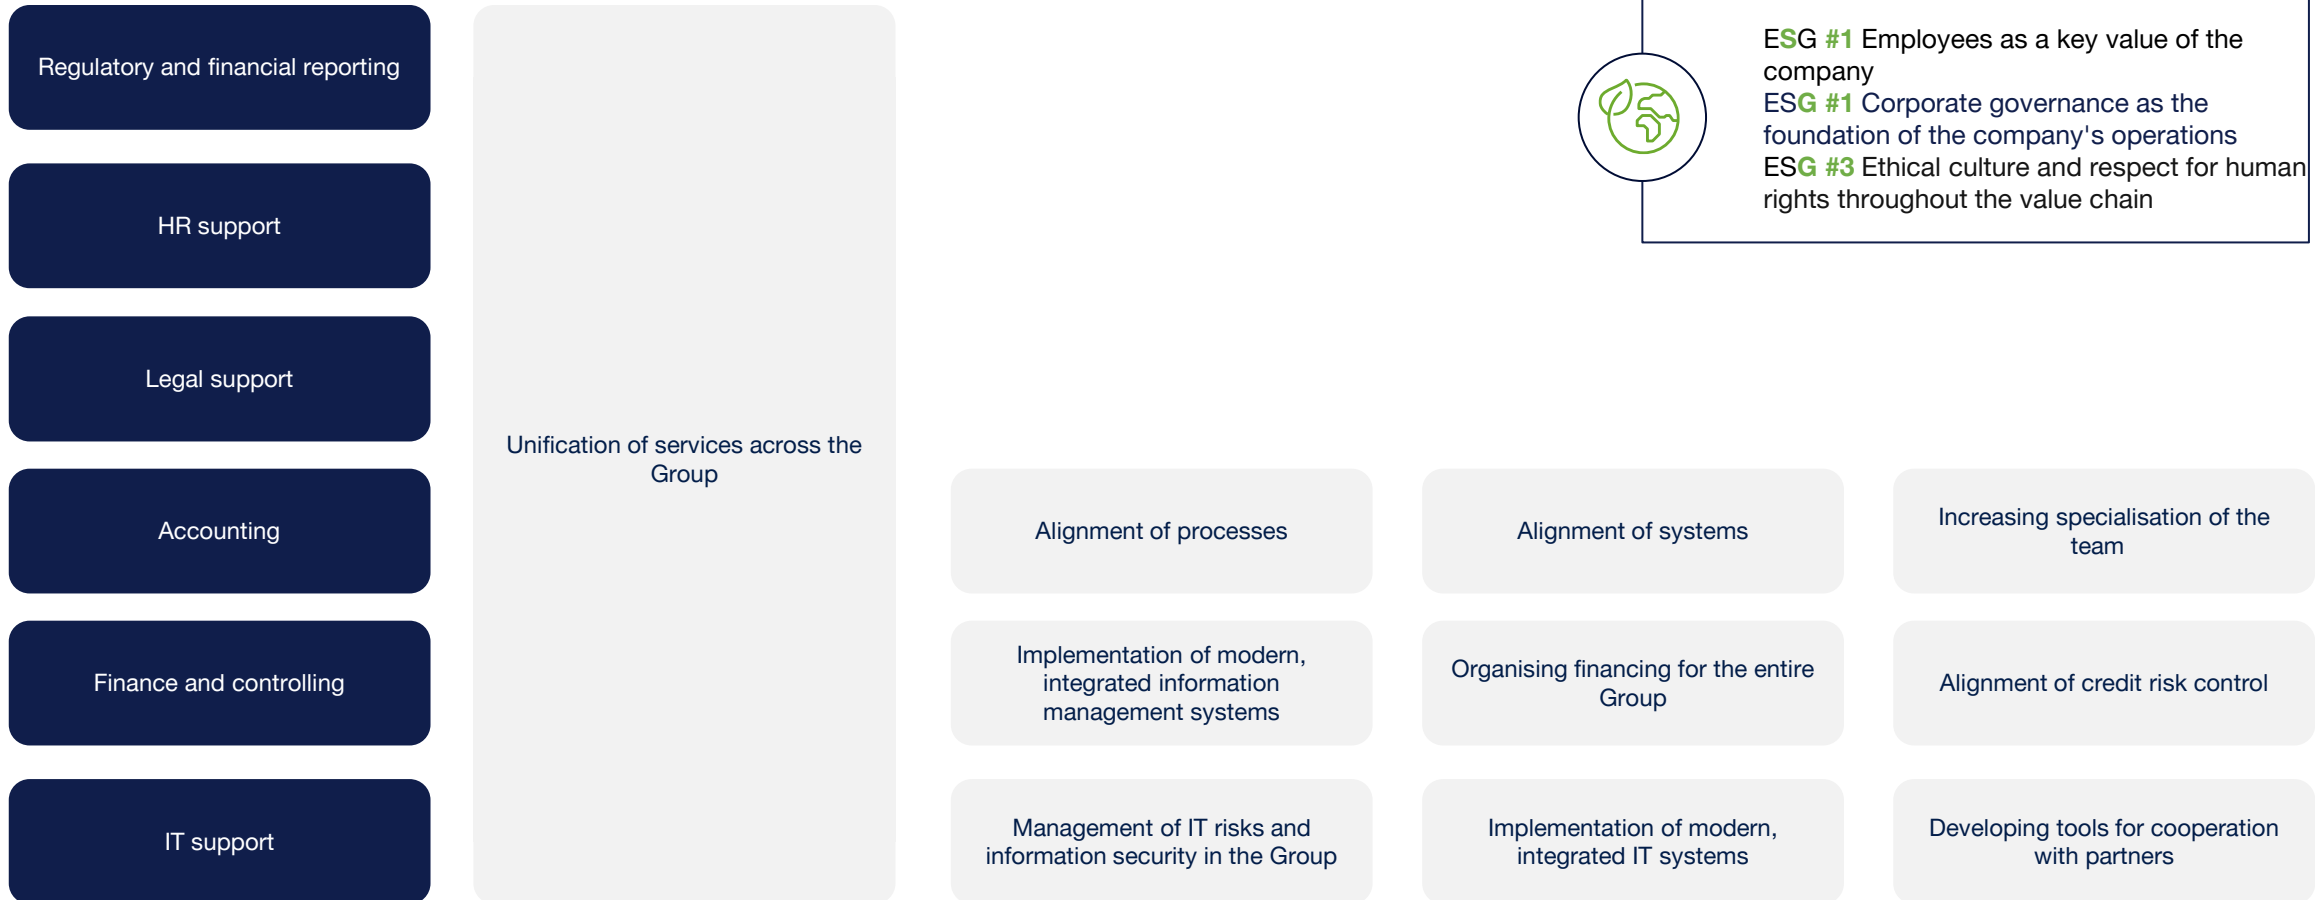 Regulatory and financial reporting
HR support
Legal support
Accounting
Finance and controlling
IT support
Unification of services across the
Group
ESG #1 Employees as a key value of the
company
ESG #1 Corporate governance as the
foundation of the company's operations
ESG #3 Ethical culture and respect for human
rights throughout the value chain
Alignment of processes
Alignment of systems
Increasing specialisation of the
team
Implementation of modern,
integrated information
management systems
Organising financing for the entire
Group
Alignment of credit risk control
Management of IT risks and
information security in the Group
Implementation of modern,
integrated IT systems
Developing tools for cooperation
with partners